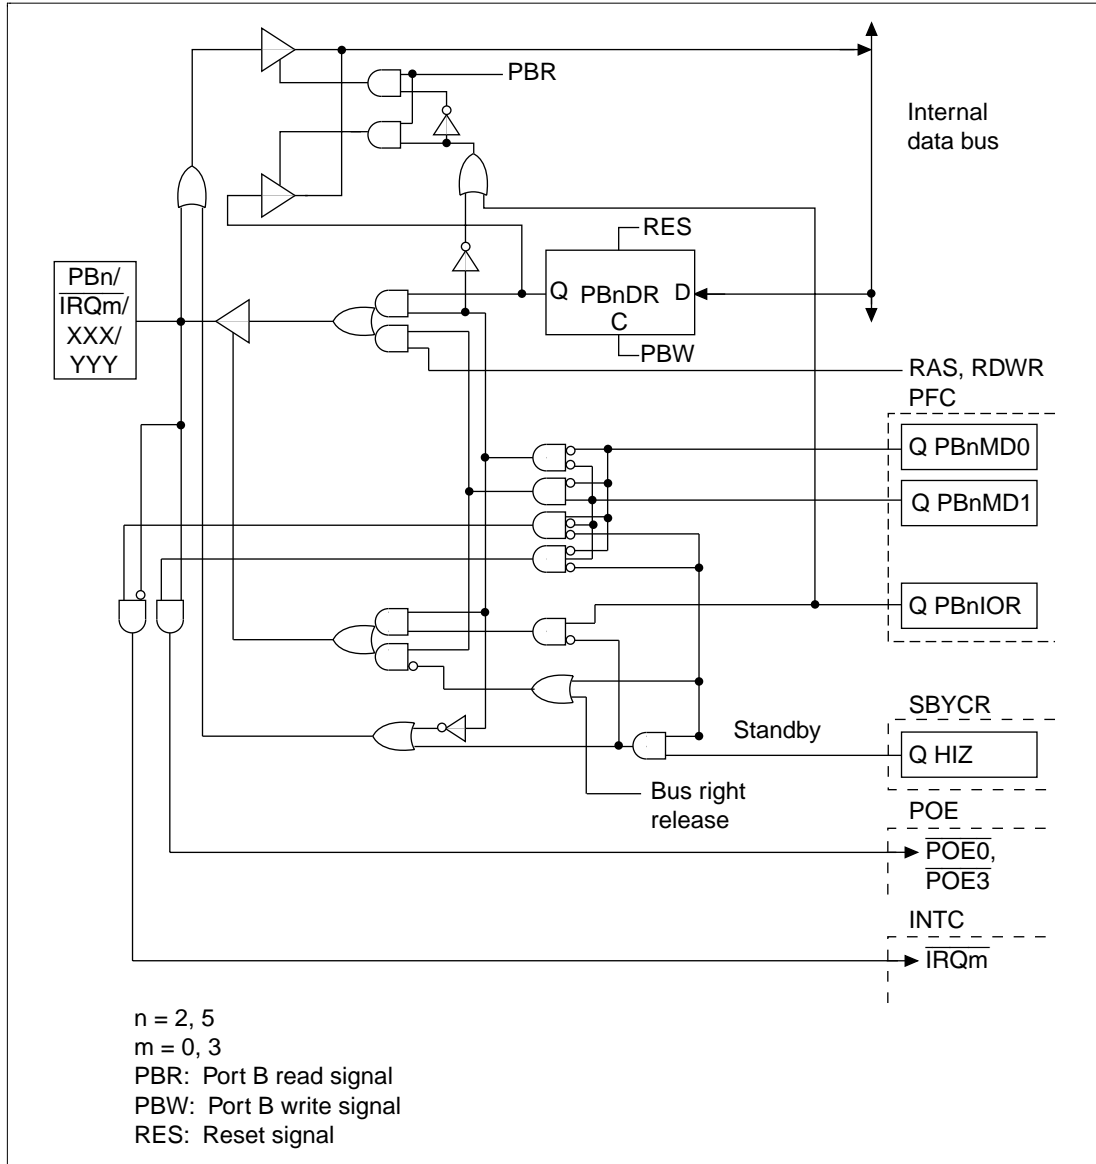 PBR
Internal
data bus
RES
PBn/
IRQm/
XXX/
YYY
Q PBnDR D
C
PBW
RAS, RDWR
PFC
Q PBnMD0
Q PBnMD1
Q PBnIOR
SBYCR
Standby
Q HIZ
Bus right
release
POE
POE0,
POE3
INTC
IRQm
n = 2, 5
m = 0, 3
PBR: Port B read signal
PBW: Port B write signal
RES: Reset signal